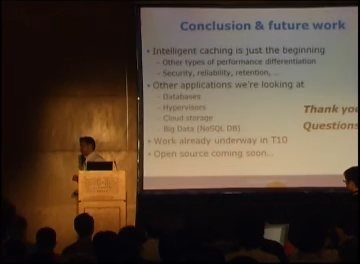 Conclusion & future work
• Intelligent caching is just the beginning
– Other types of performance differentiation
– Security, reliability, retention, ...
• Other applications we're looking at
– Databases
– Hypervisors
– Cloud storage
– Big Data (NoSQL DB)
• Work already underway in T10
• Open source coming soon...
Thank you
Questions